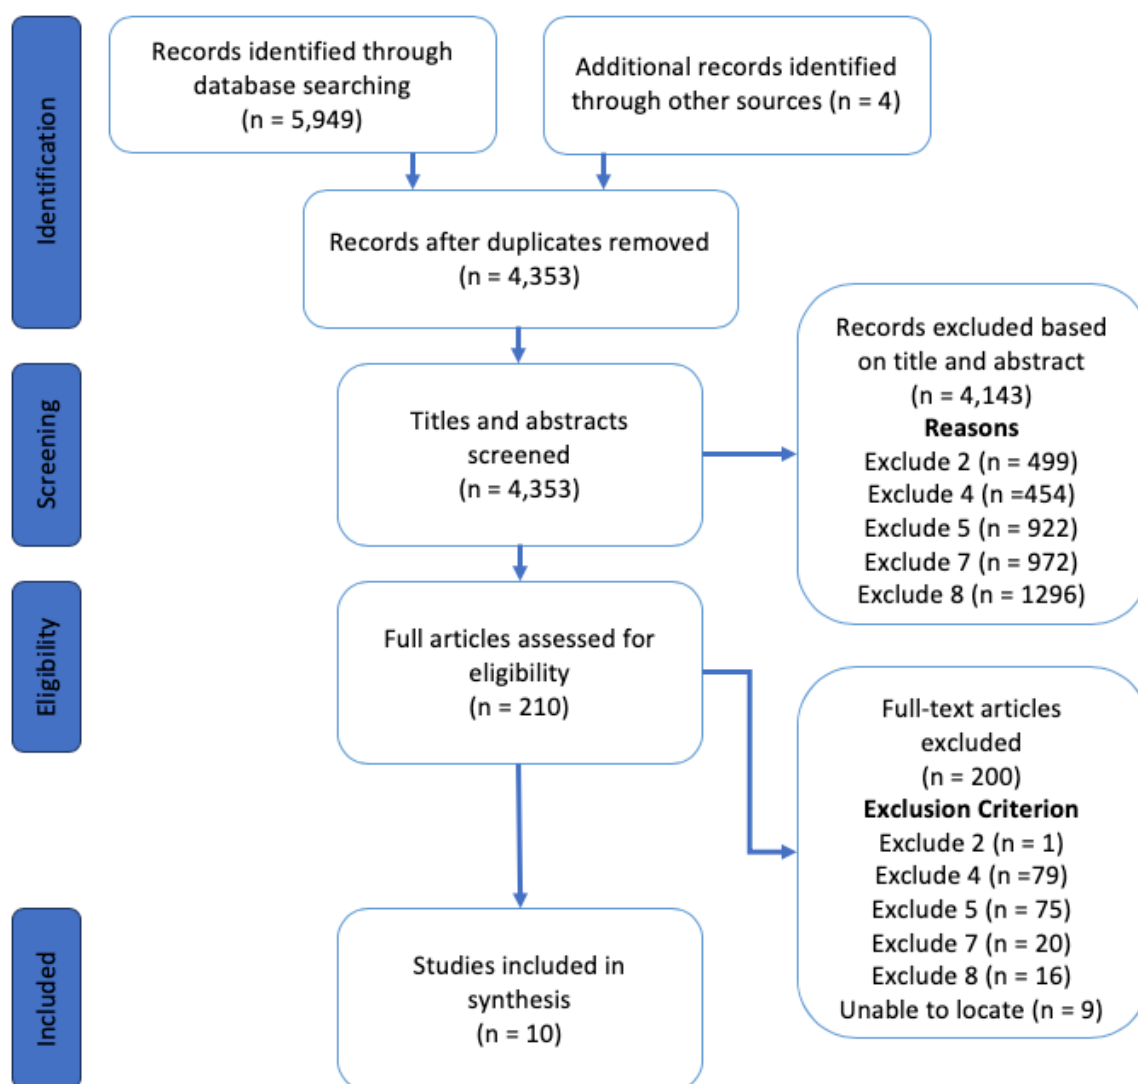 Identification
Records identified through
database searching
(n = 5,949)
Additional records identified
through other sources (n = 4)
Records after duplicates removed
(n = 4,353)
Screening
Titles and abstracts
screened
(n = 4,353)
Records excluded based
on title and abstract
(n = 4,143)
Reasons
Exclude 2 (n = 499)
Exclude 4 (n =454)
Exclude 5 (n = 922)
Exclude 7 (n = 972)
Exclude 8 (n = 1296)
Eligibility
Full articles assessed for
eligibility
(n = 210)
Full-text articles
excluded
(n = 200)
Exclusion Criterion
Exclude 2 (n = 1)
Exclude 4 (n =79)
Exclude 5 (n = 75)
Exclude 7 (n = 20)
Exclude 8 (n = 16)
Unable to locate (n = 9)
Included
Studies included in
synthesis
(n = 10)